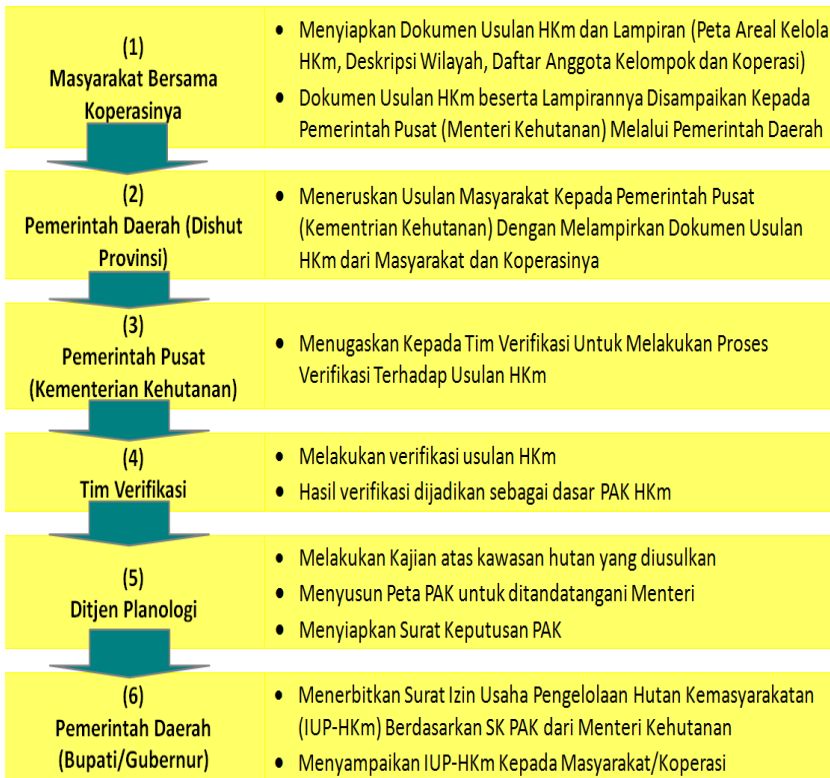 (1)
Masyarakat Bersama
Koperasinya
• Menyiapkan Dokumen Usulan HKm dan Lampiran (Peta Areal Kelola
HKm, Deskripsi Wilayah, Daftar Anggota Kelompok dan Koperasi)
• Dokumen Usulan HKm beserta Lampirannya Disampaikan Kepada
Pemerintah Pusat (Menteri Kehutanan) Melalui Pemerintah Daerah
(2)
Pemerintah Daerah (Dishut
Provinsi)
• Meneruskan Usulan Masyarakat Kepada Pemerintah Pusat
(Kementrian Kehutanan) Dengan Melampirkan Dokumen Usulan
HKm dari Masyarakat dan Koperasinya
(3)
Pemerintah Pusat
(Kementerian Kehutanan)
• Menugaskan Kepada Tim Verifikasi Untuk Melakukan Proses
Verifikasi Terhadap Usulan HKm
(4)
Tim Verifikasi
• Melakukan verifikasi usulan HKm
• Hasil verifikasi dijadikan sebagai dasar PAK HKm
(5)
Ditjen Planologi
• Melakukan Kajian atas kawasan hutan yang diusulkan
• Menyusun Peta PAK untuk ditandatangani Menteri
• Menyiapkan Surat Keputusan PAK
(6)
Pemerintah Daerah
(Bupati/Gubernur)
• Menerbitkan Surat Izin Usaha Pengelolaan Hutan Kemasyarakatan
(IUP-HKm) Berdasarkan SK PAK dari Menteri Kehutanan
• Menyampaikan IUP-HKm Kepada Masyarakat/Koperasi